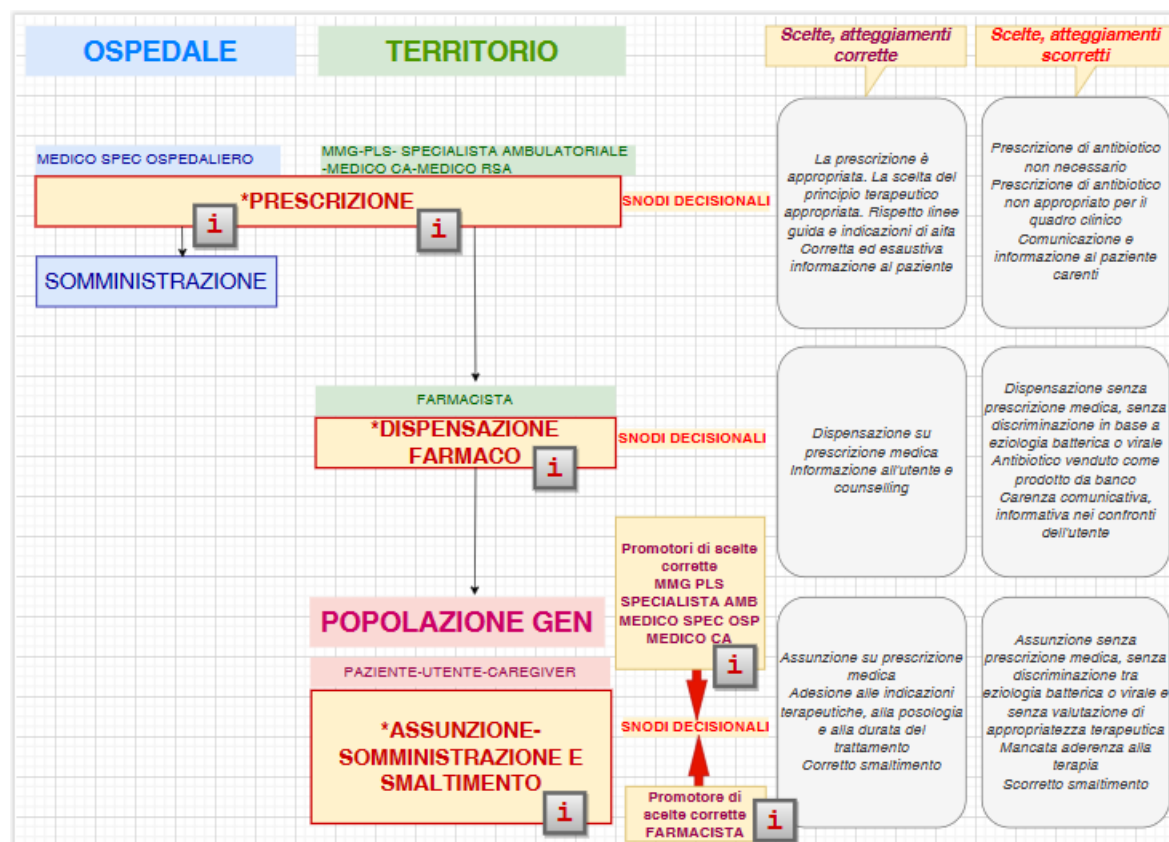 OSPEDALE
TERRITORIO
Scelte, atteggiamenti
corrette
Scelte, atteggiamenti
scorretti
MEDICO SPEC OSPEDALIERO
MMG-PLS- SPECIALISTA AMBULATORIALE
-MEDICO CA-MEDICO RSA
*PRESCRIZIONE
i
i
SNODI DECISIONALI
SOMMINISTRAZIONE
La prescrizione è
appropriata. La scelta del
principio terapeutico
appropriata. Rispetto linee
guida e indicazioni di aifa
Corretta ed esaustiva
informazione al paziente
Prescrizione di antibiotico
non necessario
Prescrizione di antibiotico
non appropriato per il
quadro clinico
Comunicazione e
informazione al paziente
carenti
FARMACISTA
*DISPENSAZIONE
FARMACO
i
SNODI DECISIONALI
Dispensazione su
prescrizione medica
Informazione all'utente e
counselling
Dispensazione senza
prescrizione medica, senza
discriminazione in base a
eziologia batterica o virale
Antibiotico venduto come
prodotto da banco
Carenza comunicativa,
informativa nei confronti
dell'utente
POPOLAZIONE GEN
PAZIENTE-UTENTE-CAREGIVER
*ASSUNZIONE-
SOMMINISTRAZIONE E
SMALTIMENTO
i
Promotori di scelte
corrette
MMG PLS
SPECIALISTA AMB
MEDICO SPEC OSP
MEDICO CA
i
SNODI DECISIONALI
Promotore di
scelte corrette
FARMACISTA
i
Assunzione su prescrizione
medica
Adesione alle indicazioni
terapeutiche, alla posologia
e alla durata del
trattamento
Corretto smaltimento
Assunzione senza
prescrizione medica, senza
discriminazione tra
eziologia batterica o virale e
senza valutazione di
appropriatezza terapeutica
Mancata aderenza alla
terapia
Scorretto smaltimento